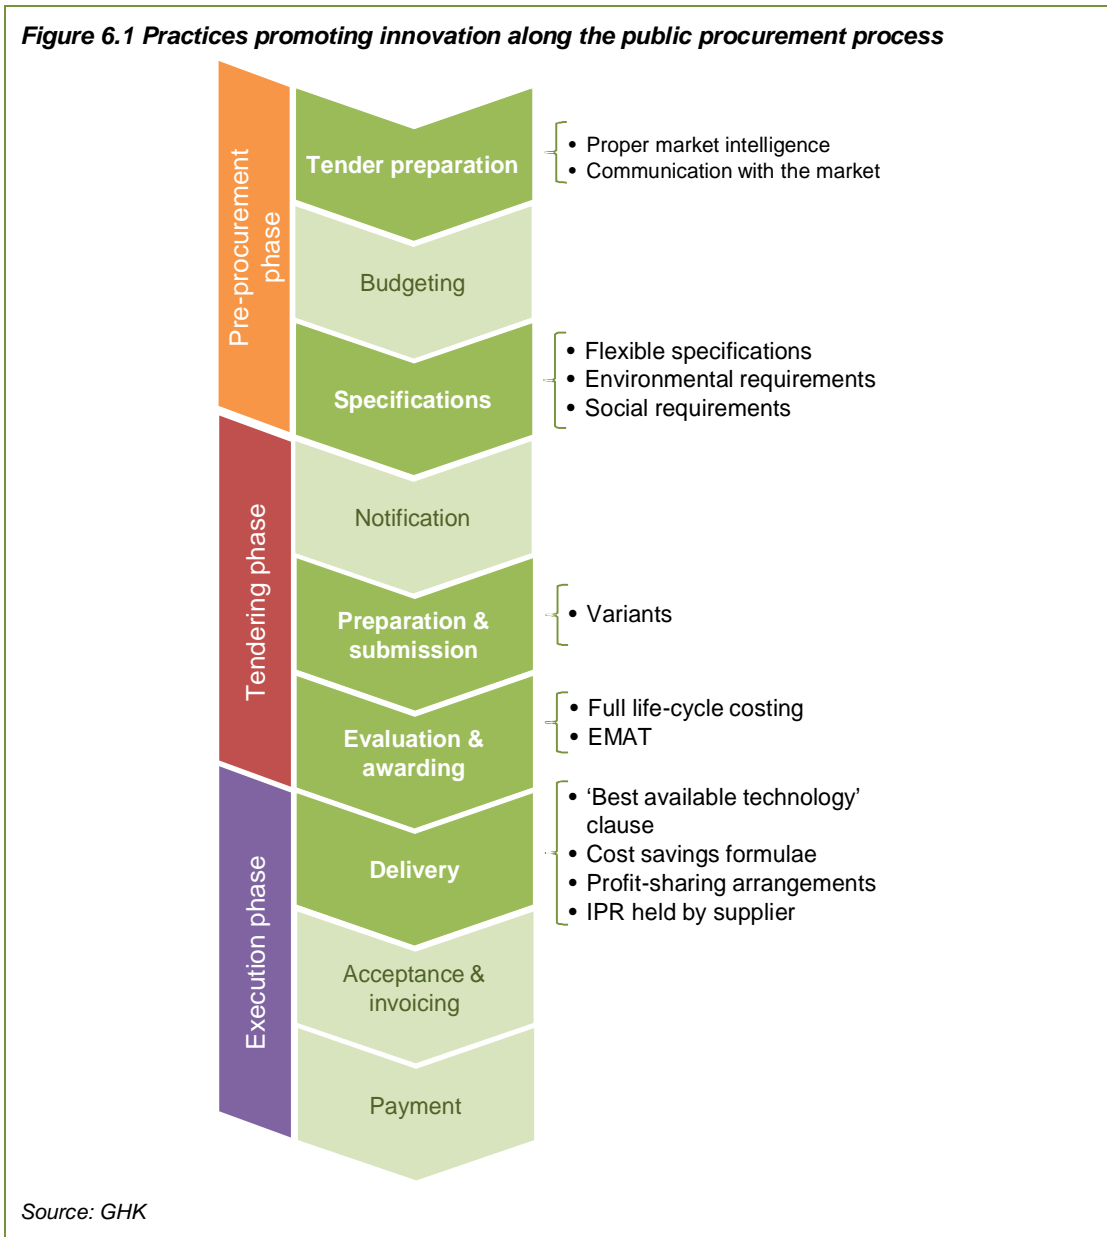 Figure 6.1 Practices promoting innovation along the public procurement process
Pre-procurement
phase
Tender preparation
• Proper market intelligence
• Communication with the market
Budgeting
Specifications
• Flexible specifications
• Environmental requirements
• Social requirements
Tendering phase
Notification
Preparation &
submission
• Variants
Evaluation &
awarding
• Full life-cycle costing
• EMAT
Execution phase
Delivery
• ‘Best available technology’
clause
• Cost savings formulae
• Profit-sharing arrangements
• IPR held by supplier
Acceptance &
invoicing
Payment
Source: GHK